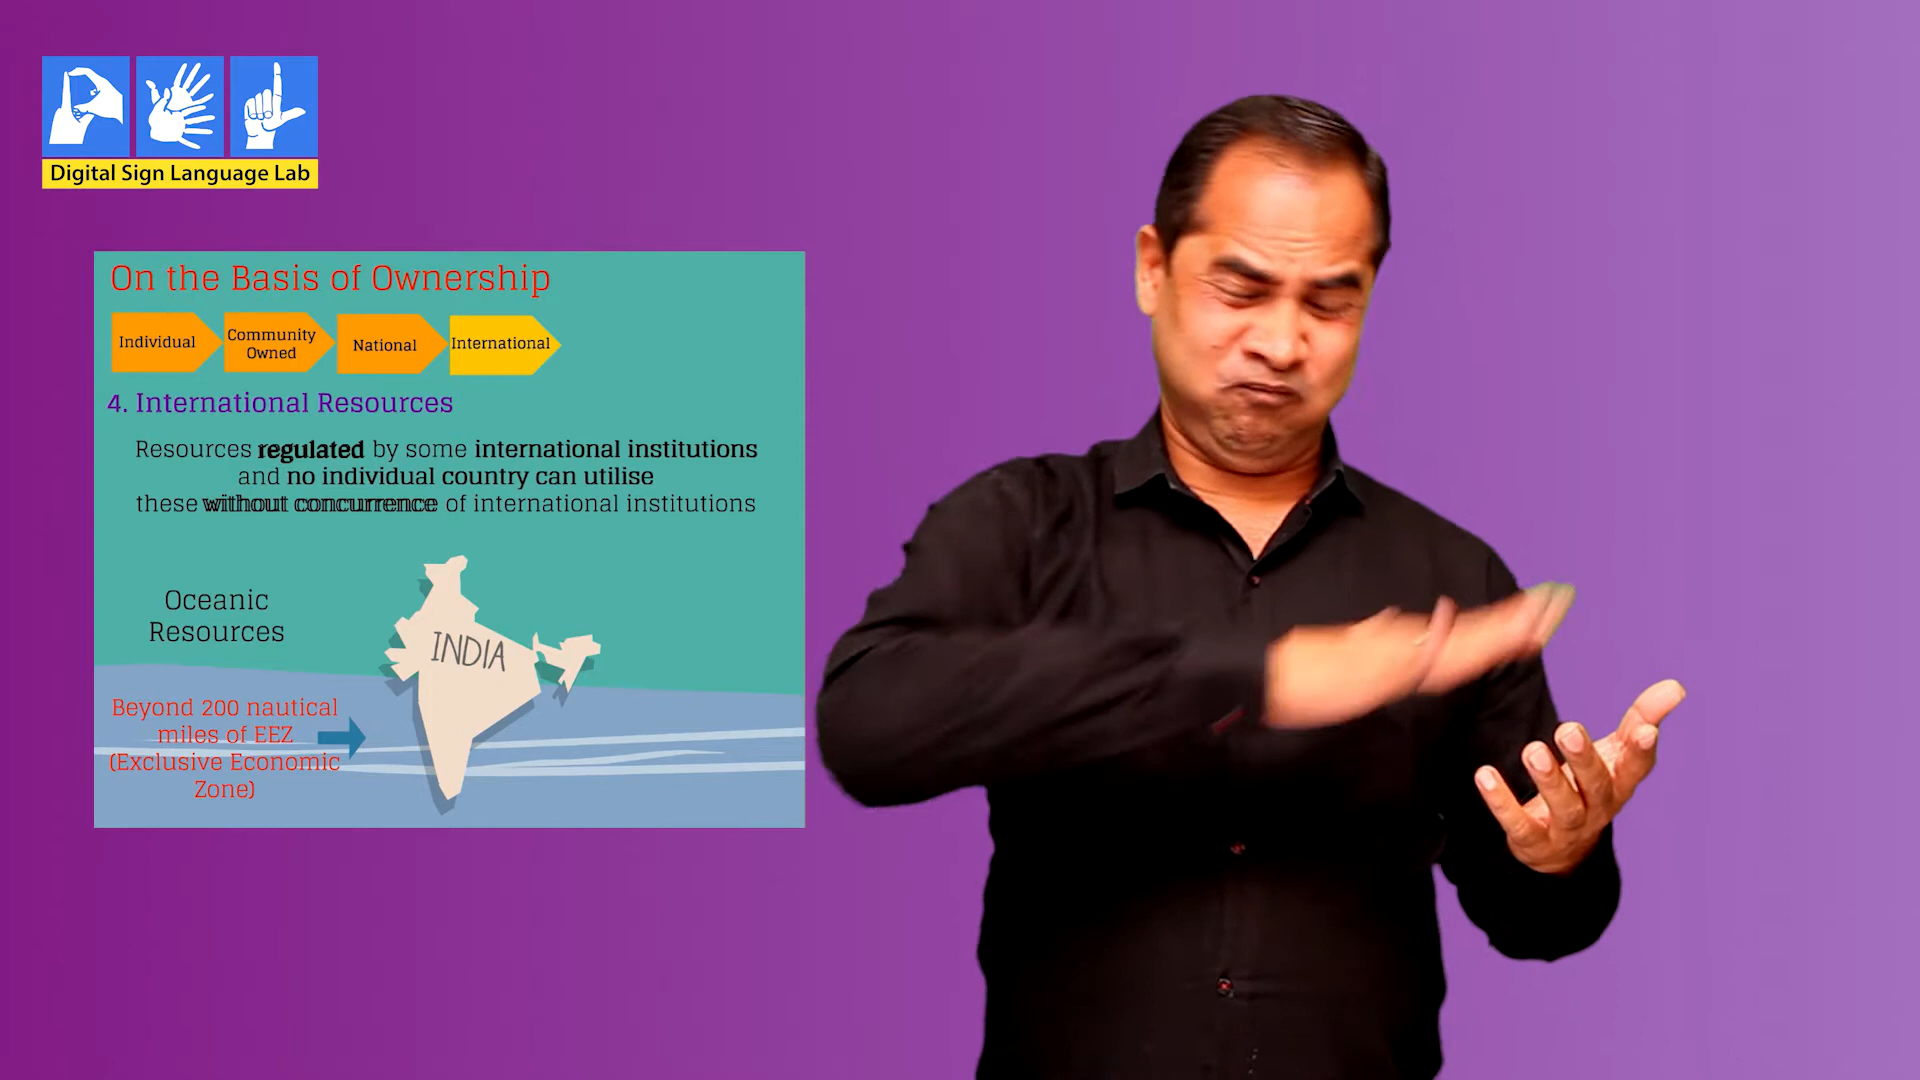 Digital Sign Language Lab
On the Basis of Ownership
Individual
Community
Owned
National
International
4. International Resources
Resources regulated by some international institutions
and no individual country can utilise
these without concurrence of international institutions
Oceanic
Resources
INDIA
Beyond 200 nautical
miles of EEZ
(Exclusive Economic
Zone)